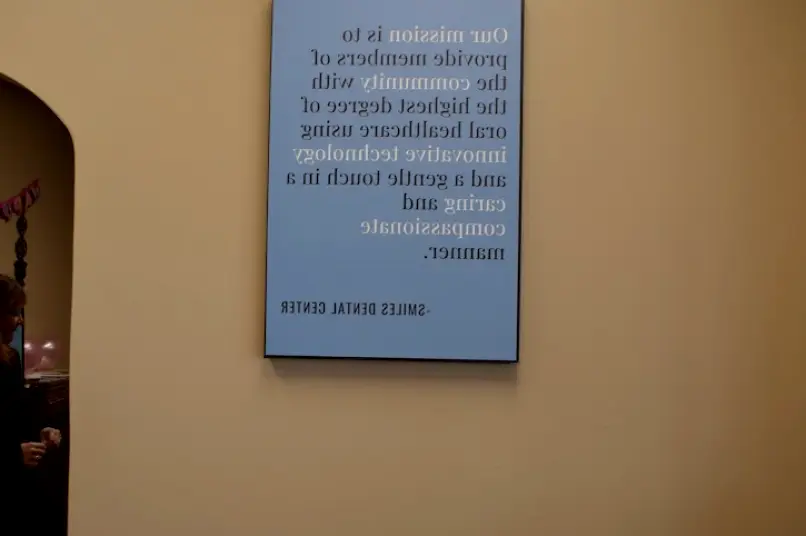 Our mission is to
provide members of
the community with
the highest degree of
oral healthcare using
innovative technology
and a gentle touch in a
caring and
compassionate
manner.
-SMILES DENTAL CENTER